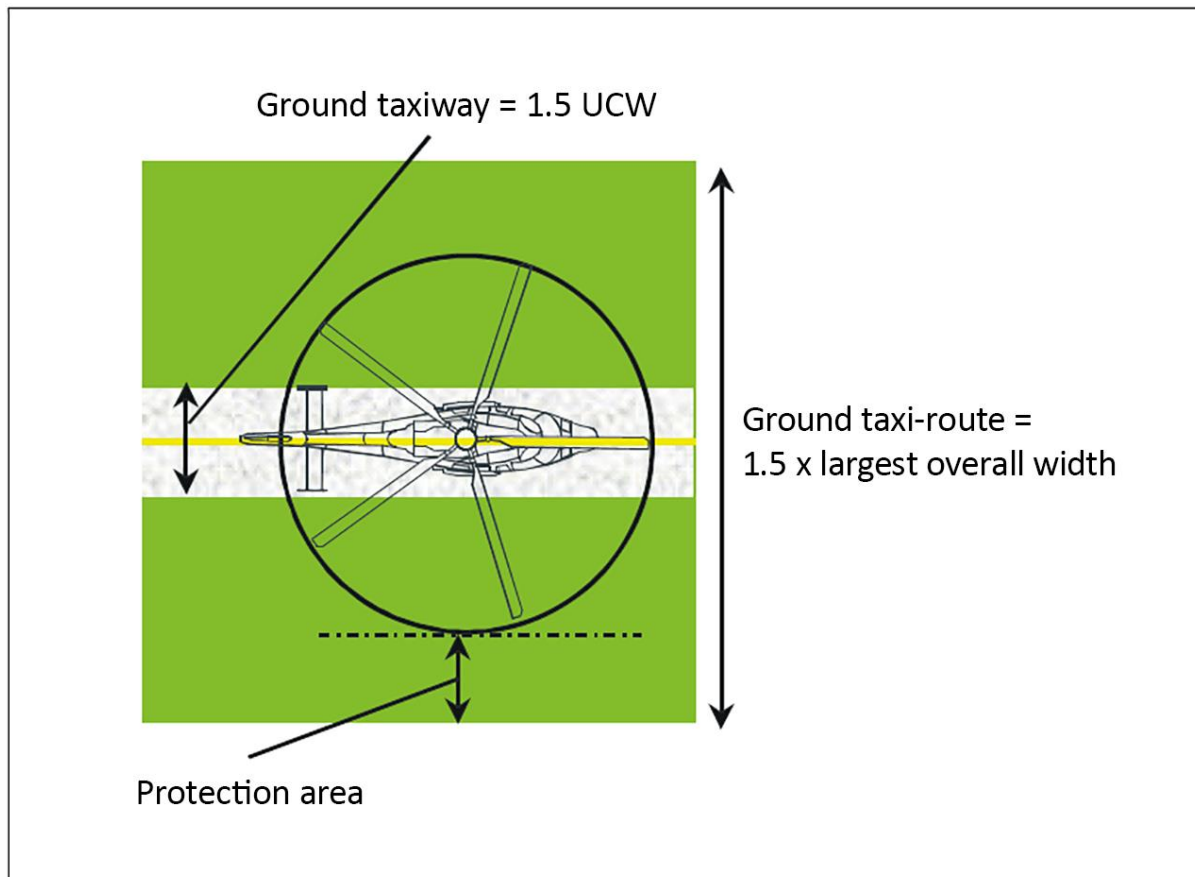 Ground taxiway = 1.5 UCW
Ground taxi-route =
1.5 x largest overall width
Protection area